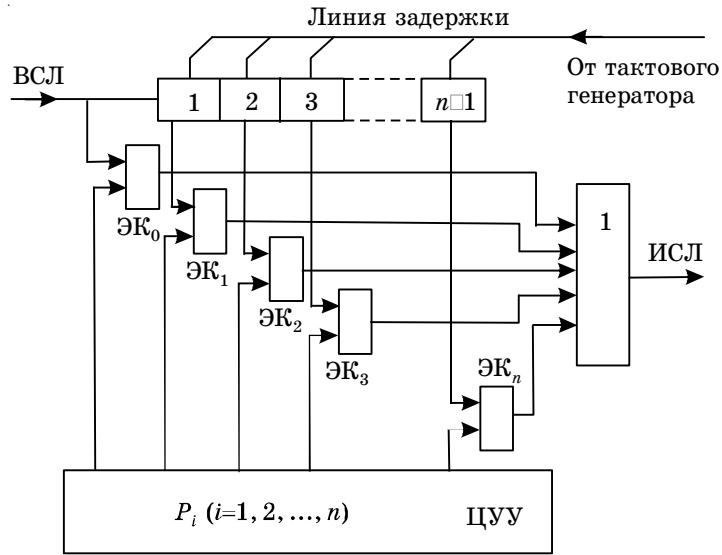 Линия задержки
ВСЛ
От тактового
генератора
1 2 3 n□1
ЭК₀
ЭК₁
ЭК₂
ЭК₃
ЭКₙ
1
ИСЛ
Pᵢ (i=1, 2, ..., n) ЦУУ